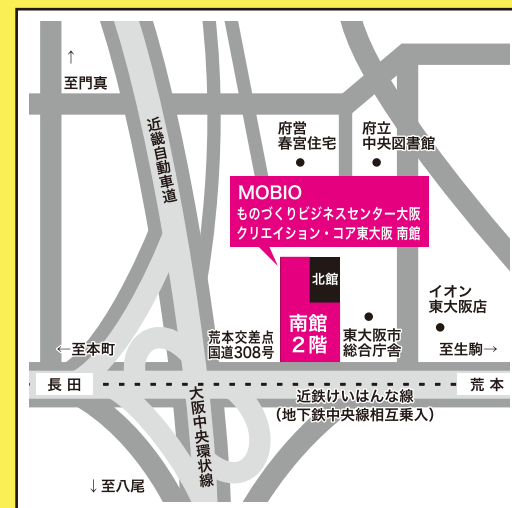 ↑
至門真
近畿自動車道
府営
春宮住宅
府立
中央図書館
MOBIO
ものづくりビジネスセンター大阪
クリエイション・コア東大阪 南館
北館
南館
2階
イオン
東大阪店
荒本交差点
国道308号
東大阪市
総合庁舎
←至本町
至生駒→
長田
荒本
近鉄けいはんな線
(地下鉄中央線相互乗入)
大阪中央環状線
↓至八尾